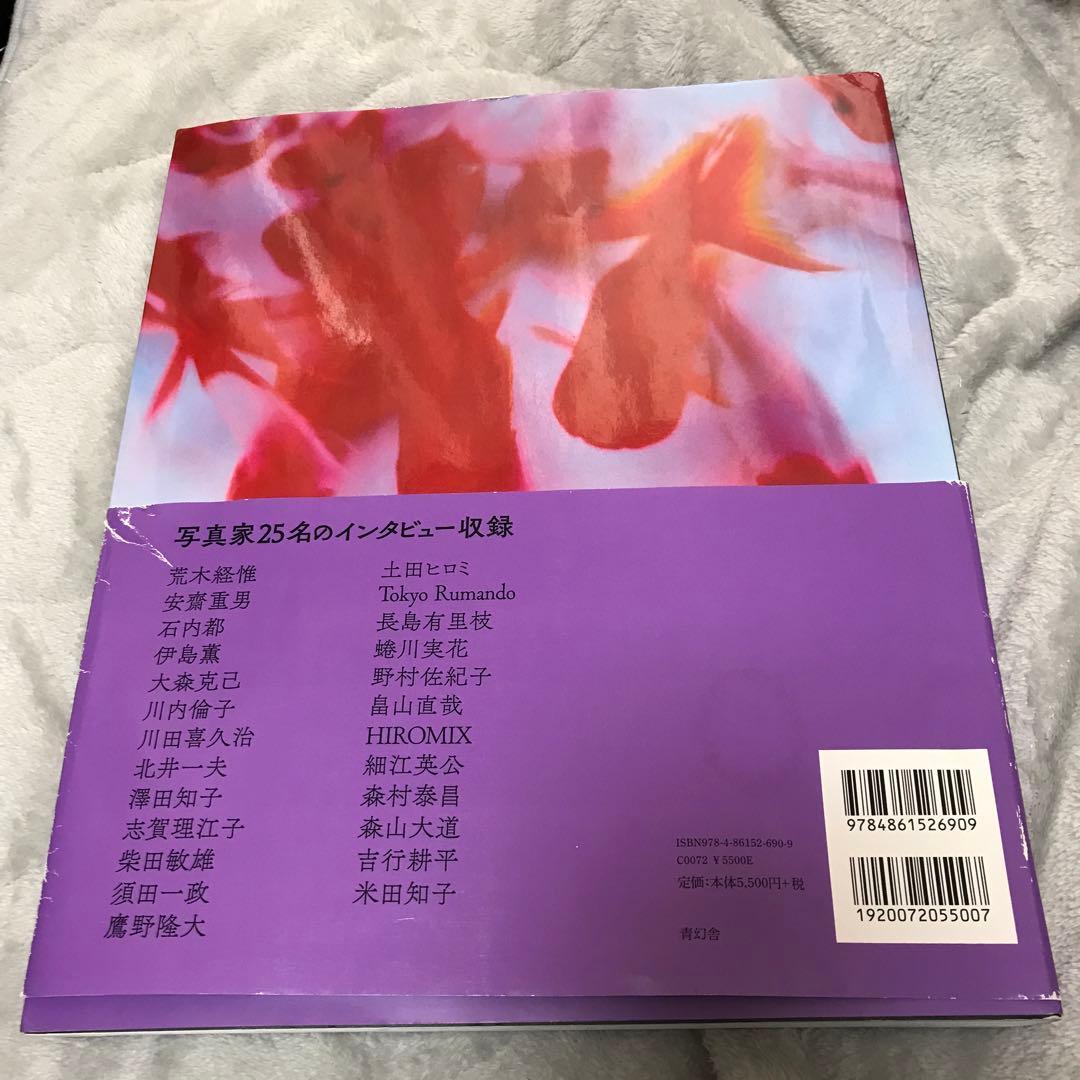 写真家25名のインタビュー収録
荒木経惟
安齋重男
石内都
伊島薫
大森克己
川内倫子
川田喜久治
北井一夫
澤田知子
志賀理江子
柴田敏雄
須田一政
鷹野隆大
土田ヒロミ
Tokyo Rumando
長島有里枝
蜷川実花
野村佐紀子
畠山直哉
HIROMIX
細江英公
森村泰昌
森山大道
吉行耕平
米田知子
ISBN978-4-86152-690-9
C0072 ¥5500E
定価:本体5,500円+税
青幻舎
9784861526909
1920072055007